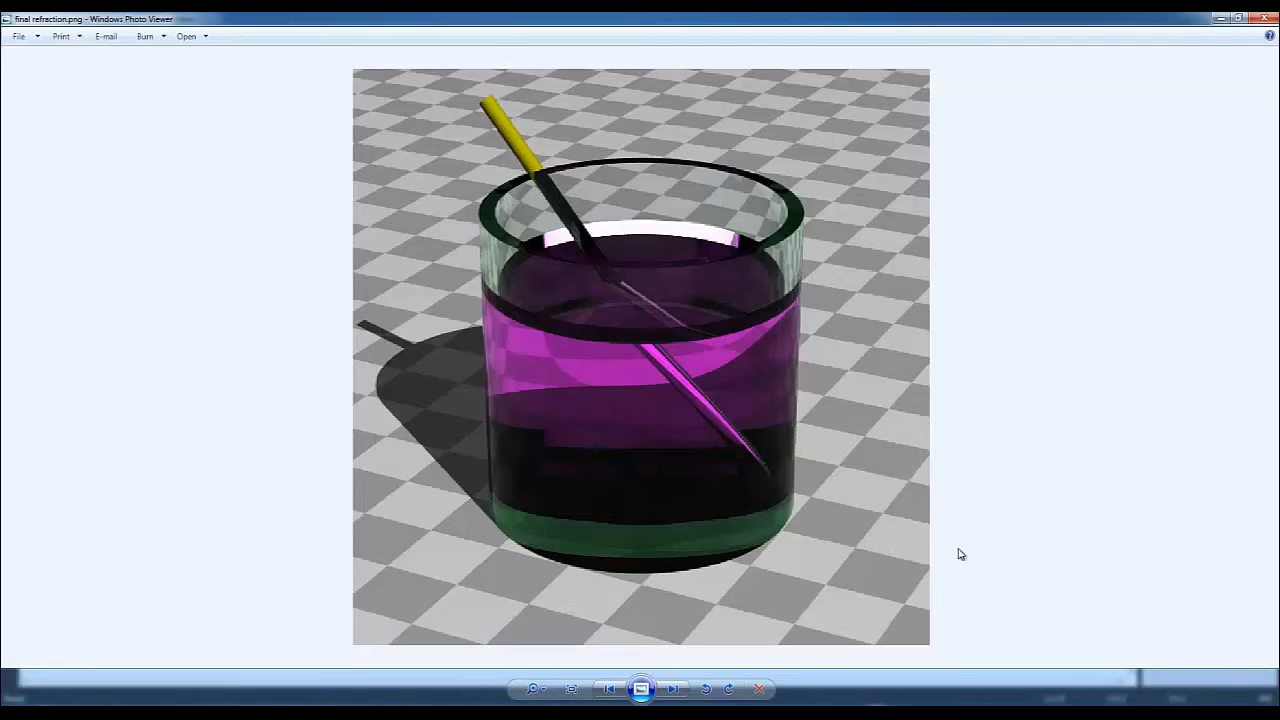 final refraction.png - Windows Photo Viewer
File Print E-mail Burn Open